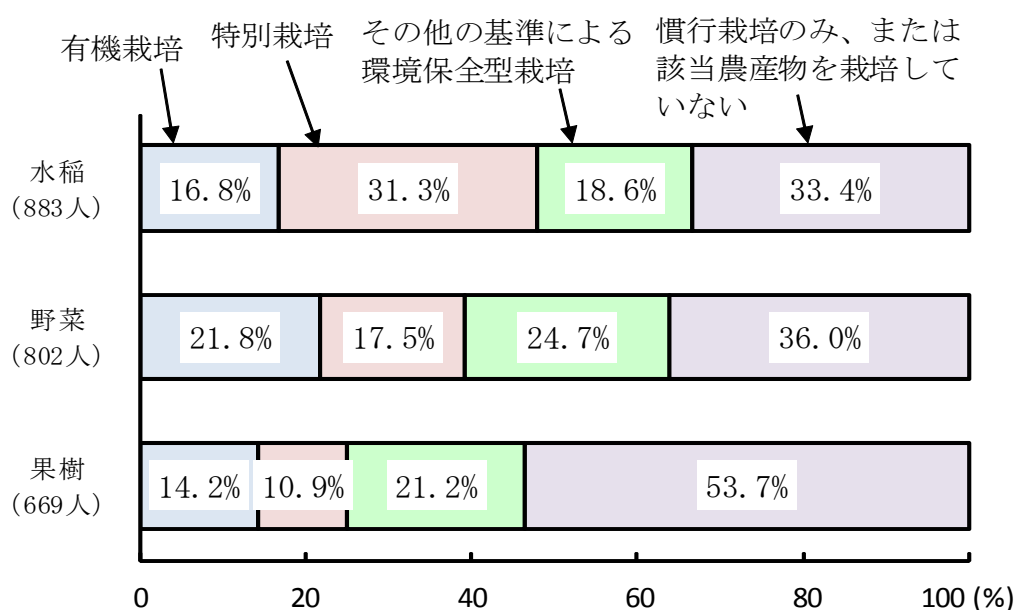 有機栽培
特別栽培
その他の基準による
環境保全型栽培
慣行栽培のみ、または
該当農産物を栽培して
いない
水稲
(883人)
16.8%
31.3%
18.6%
33.4%
野菜
(802人)
21.8%
17.5%
24.7%
36.0%
果樹
(669人)
14.2%
10.9%
21.2%
53.7%
0
20
40
60
80
100 (%)